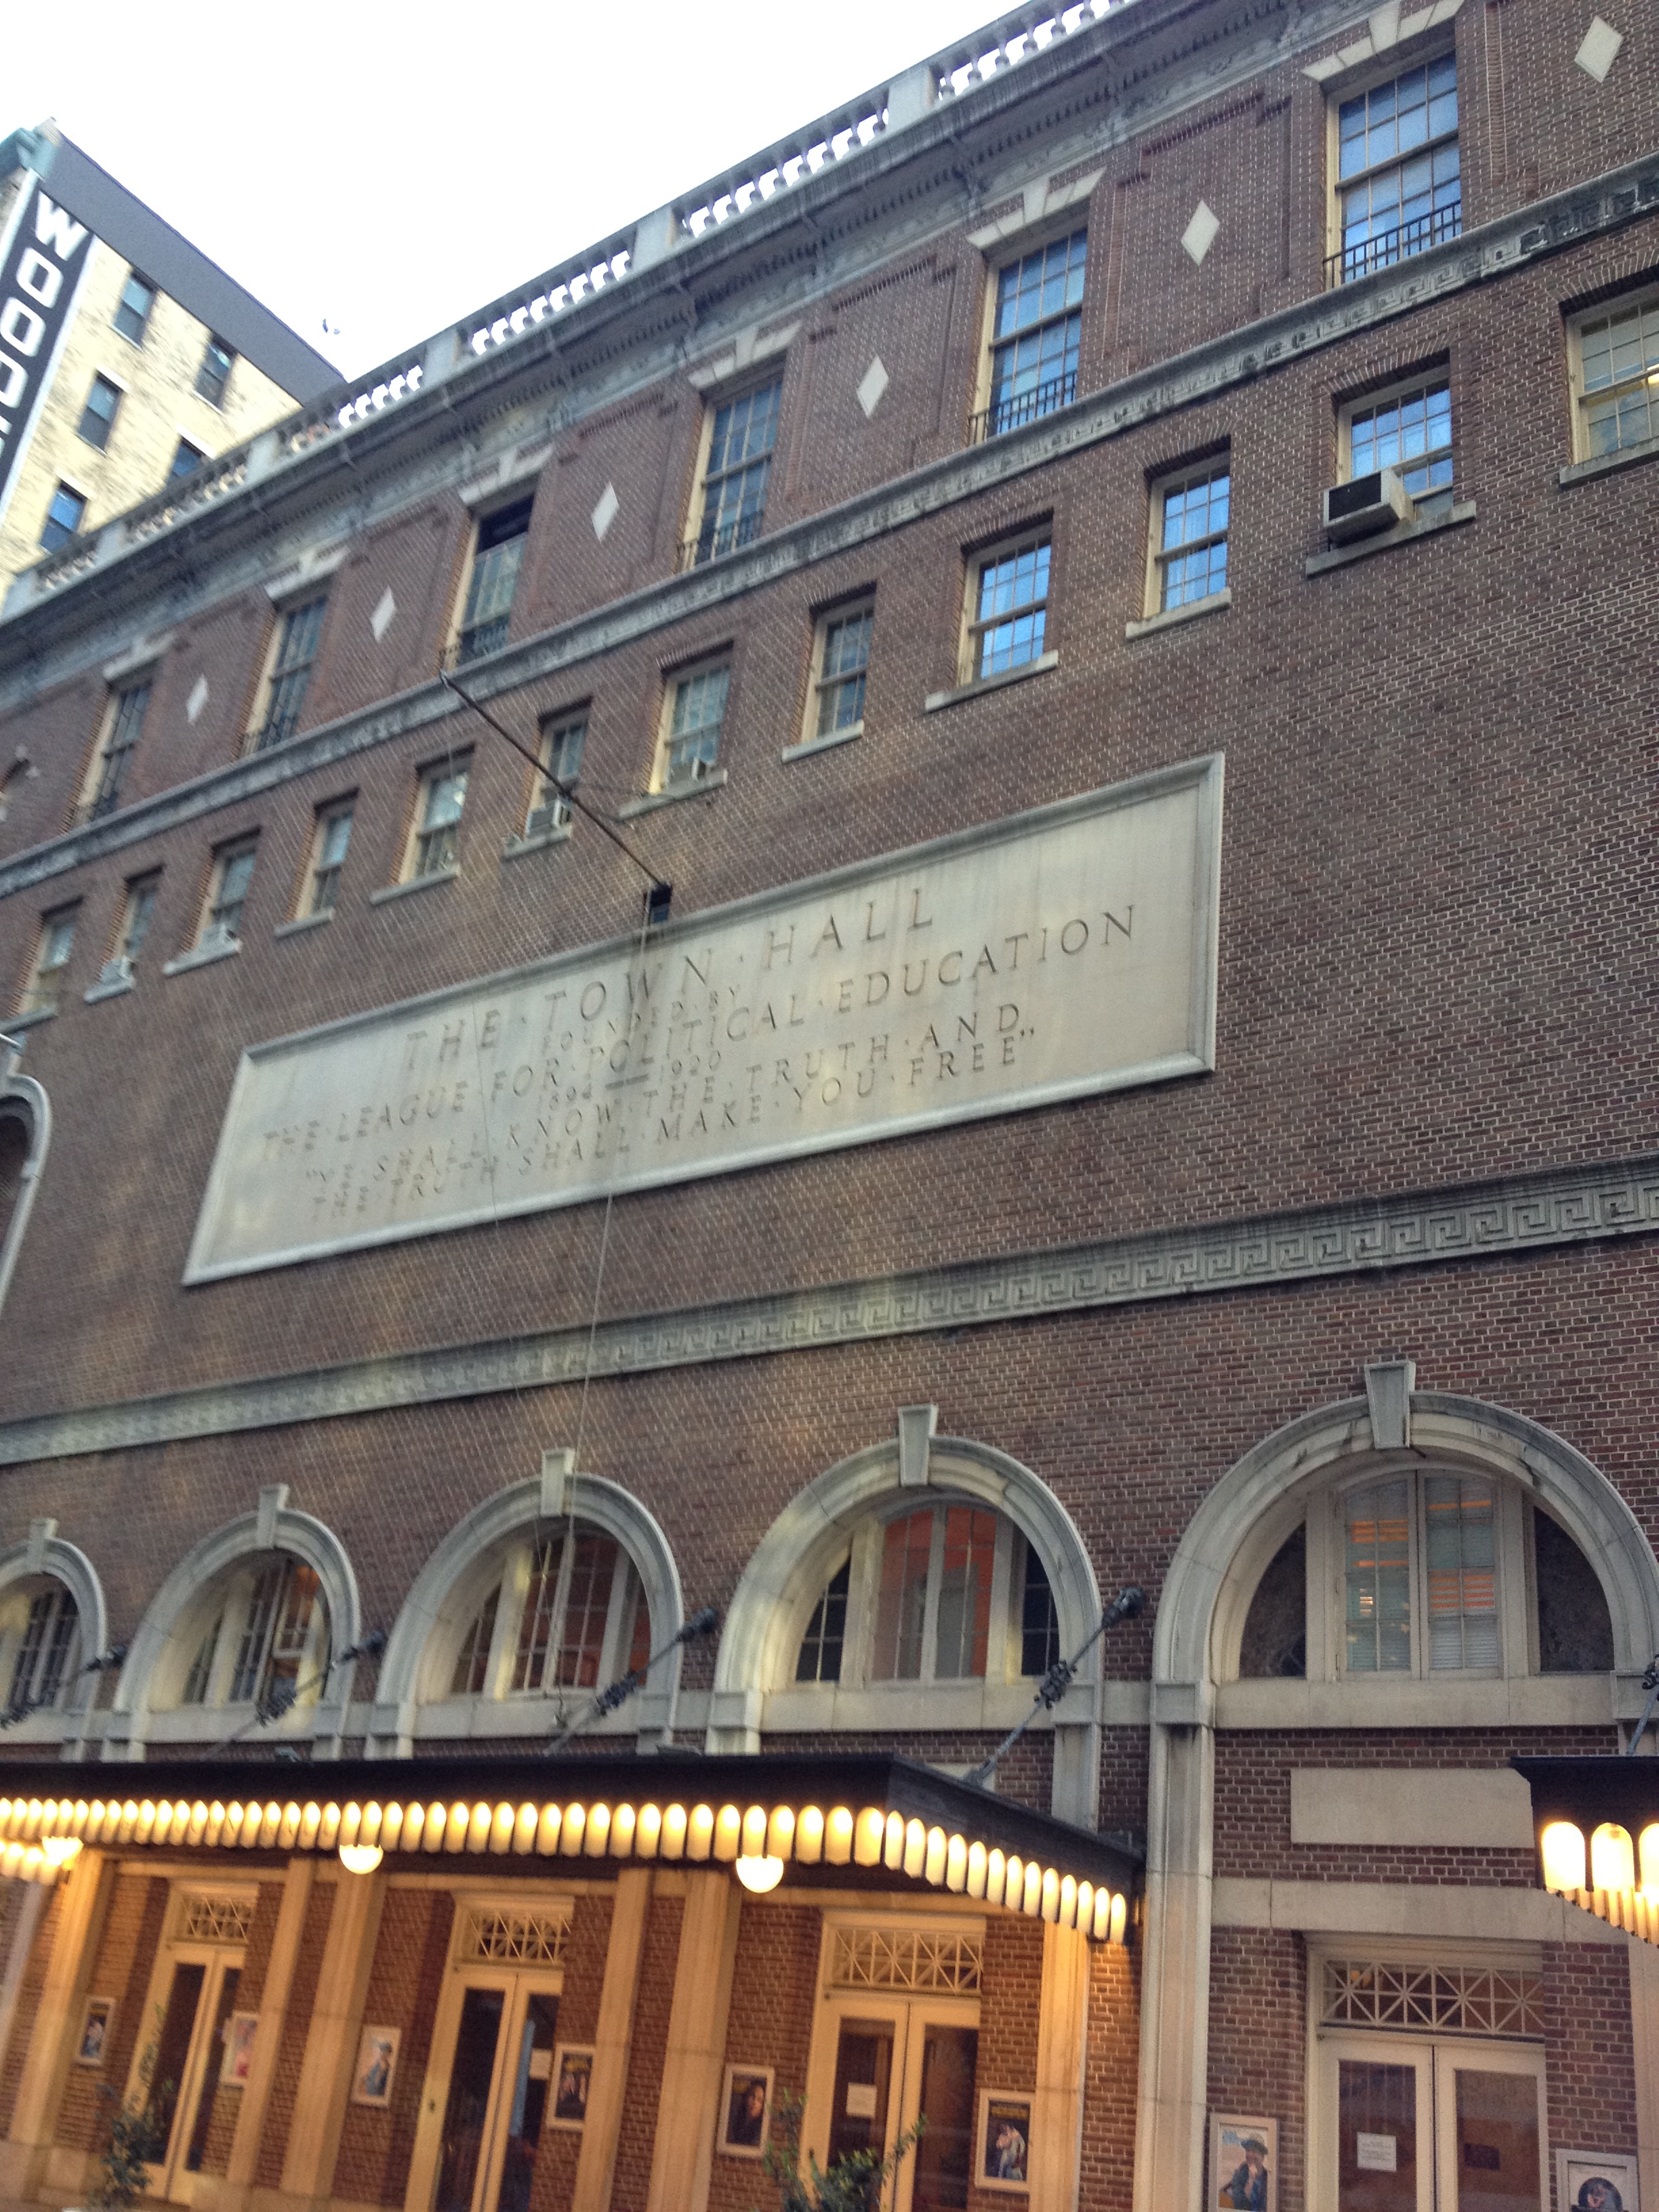 WOOD
THE·TOWN·HALL
FOUNDED·BY
THE·LEAGUE·FOR·POLITICAL·EDUCATION
1894—1920
"YE·SHALL·KNOW·THE·TRUTH·AND
THE·TRUTH·SHALL·MAKE·YOU·FREE"